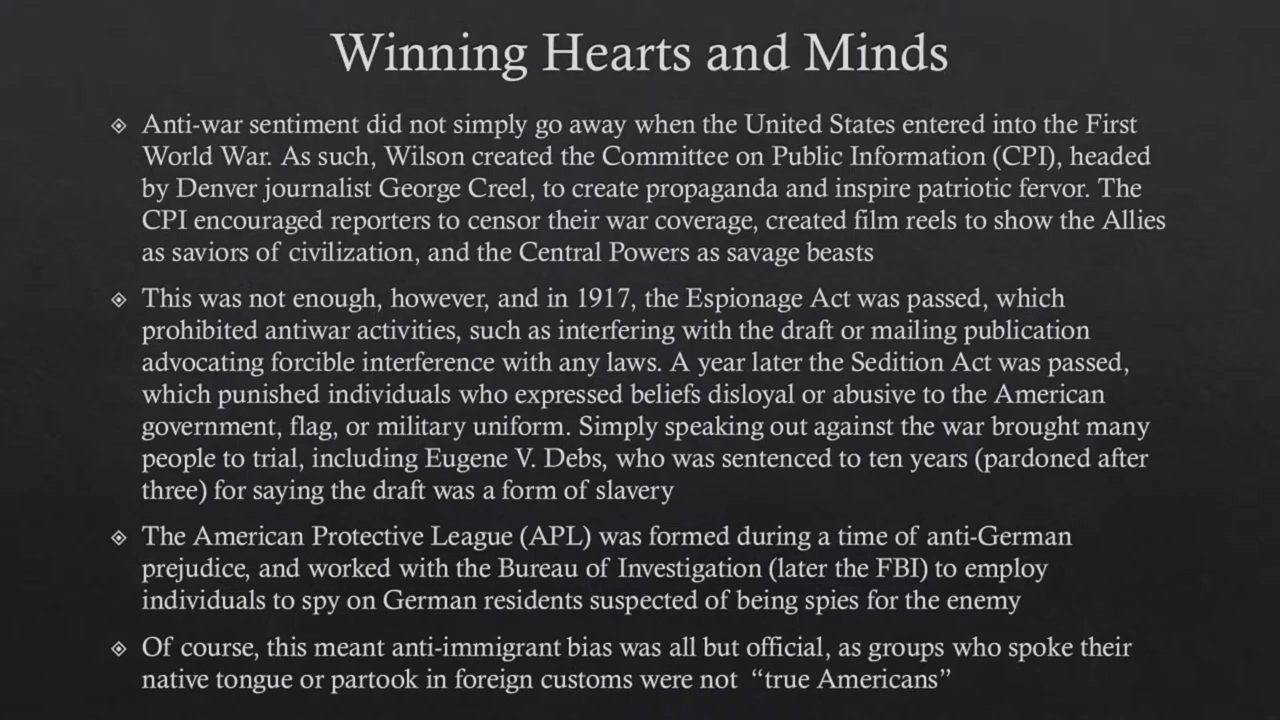 Winning Hearts and Minds
Anti-war sentiment did not simply go away when the United States entered into the First
World War. As such, Wilson created the Committee on Public Information (CPI), headed
by Denver journalist George Creel, to create propaganda and inspire patriotic fervor. The
CPI encouraged reporters to censor their war coverage, created film reels to show the Allies
as saviors of civilization, and the Central Powers as savage beasts
This was not enough, however, and in 1917, the Espionage Act was passed, which
prohibited antiwar activities, such as interfering with the draft or mailing publication
advocating forcible interference with any laws. A year later the Sedition Act was passed,
which punished individuals who expressed beliefs disloyal or abusive to the American
government, flag, or military uniform. Simply speaking out against the war brought many
people to trial, including Eugene V. Debs, who was sentenced to ten years (pardoned after
three) for saying the draft was a form of slavery
The American Protective League (APL) was formed during a time of anti-German
prejudice, and worked with the Bureau of Investigation (later the FBI) to employ
individuals to spy on German residents suspected of being spies for the enemy
Of course, this meant anti-immigrant bias was all but official, as groups who spoke their
native tongue or partook in foreign customs were not “true Americans”